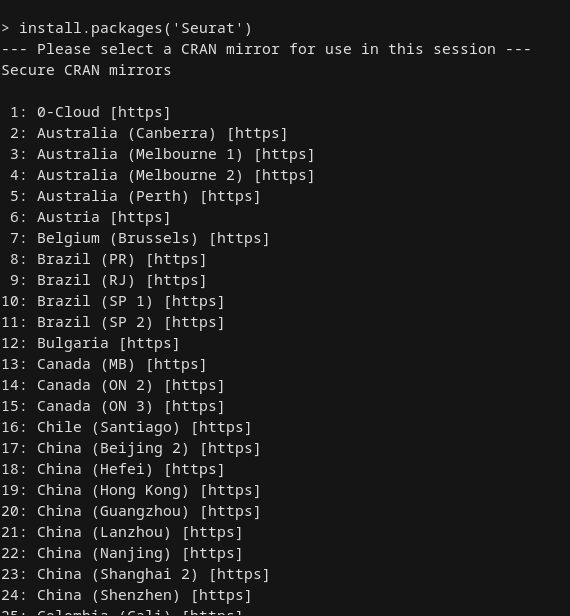 > install.packages('Seurat')
--- Please select a CRAN mirror for use in this session ---
Secure CRAN mirrors
1: 0-Cloud [https]
2: Australia (Canberra) [https]
3: Australia (Melbourne 1) [https]
4: Australia (Melbourne 2) [https]
5: Australia (Perth) [https]
6: Austria [https]
7: Belgium (Brussels) [https]
8: Brazil (PR) [https]
9: Brazil (RJ) [https]
10: Brazil (SP 1) [https]
11: Brazil (SP 2) [https]
12: Bulgaria [https]
13: Canada (MB) [https]
14: Canada (ON 2) [https]
15: Canada (ON 3) [https]
16: Chile (Santiago) [https]
17: China (Beijing 2) [https]
18: China (Hefei) [https]
19: China (Hong Kong) [https]
20: China (Guangzhou) [https]
21: China (Lanzhou) [https]
22: China (Nanjing) [https]
23: China (Shanghai 2) [https]
24: China (Shenzhen) [https]
25: Colombia (Cali) [https]